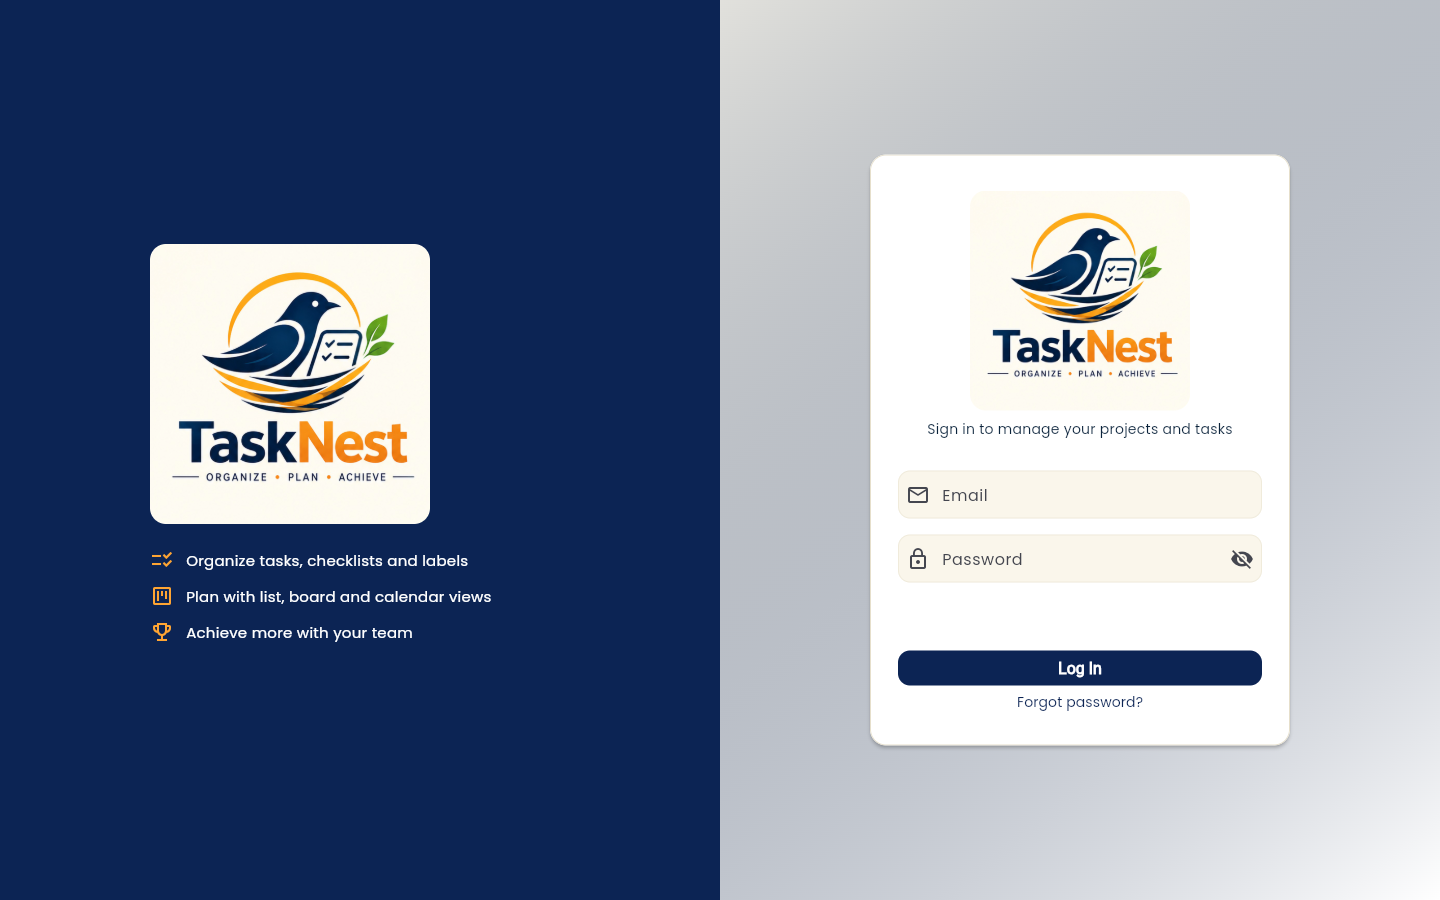 TaskNest
ORGANIZE • PLAN • ACHIEVE
Organize tasks, checklists and labels
Plan with list, board and calendar views
Achieve more with your team
TaskNest
ORGANIZE • PLAN • ACHIEVE
Sign in to manage your projects and tasks
Email
Password
Log In
Forgot password?